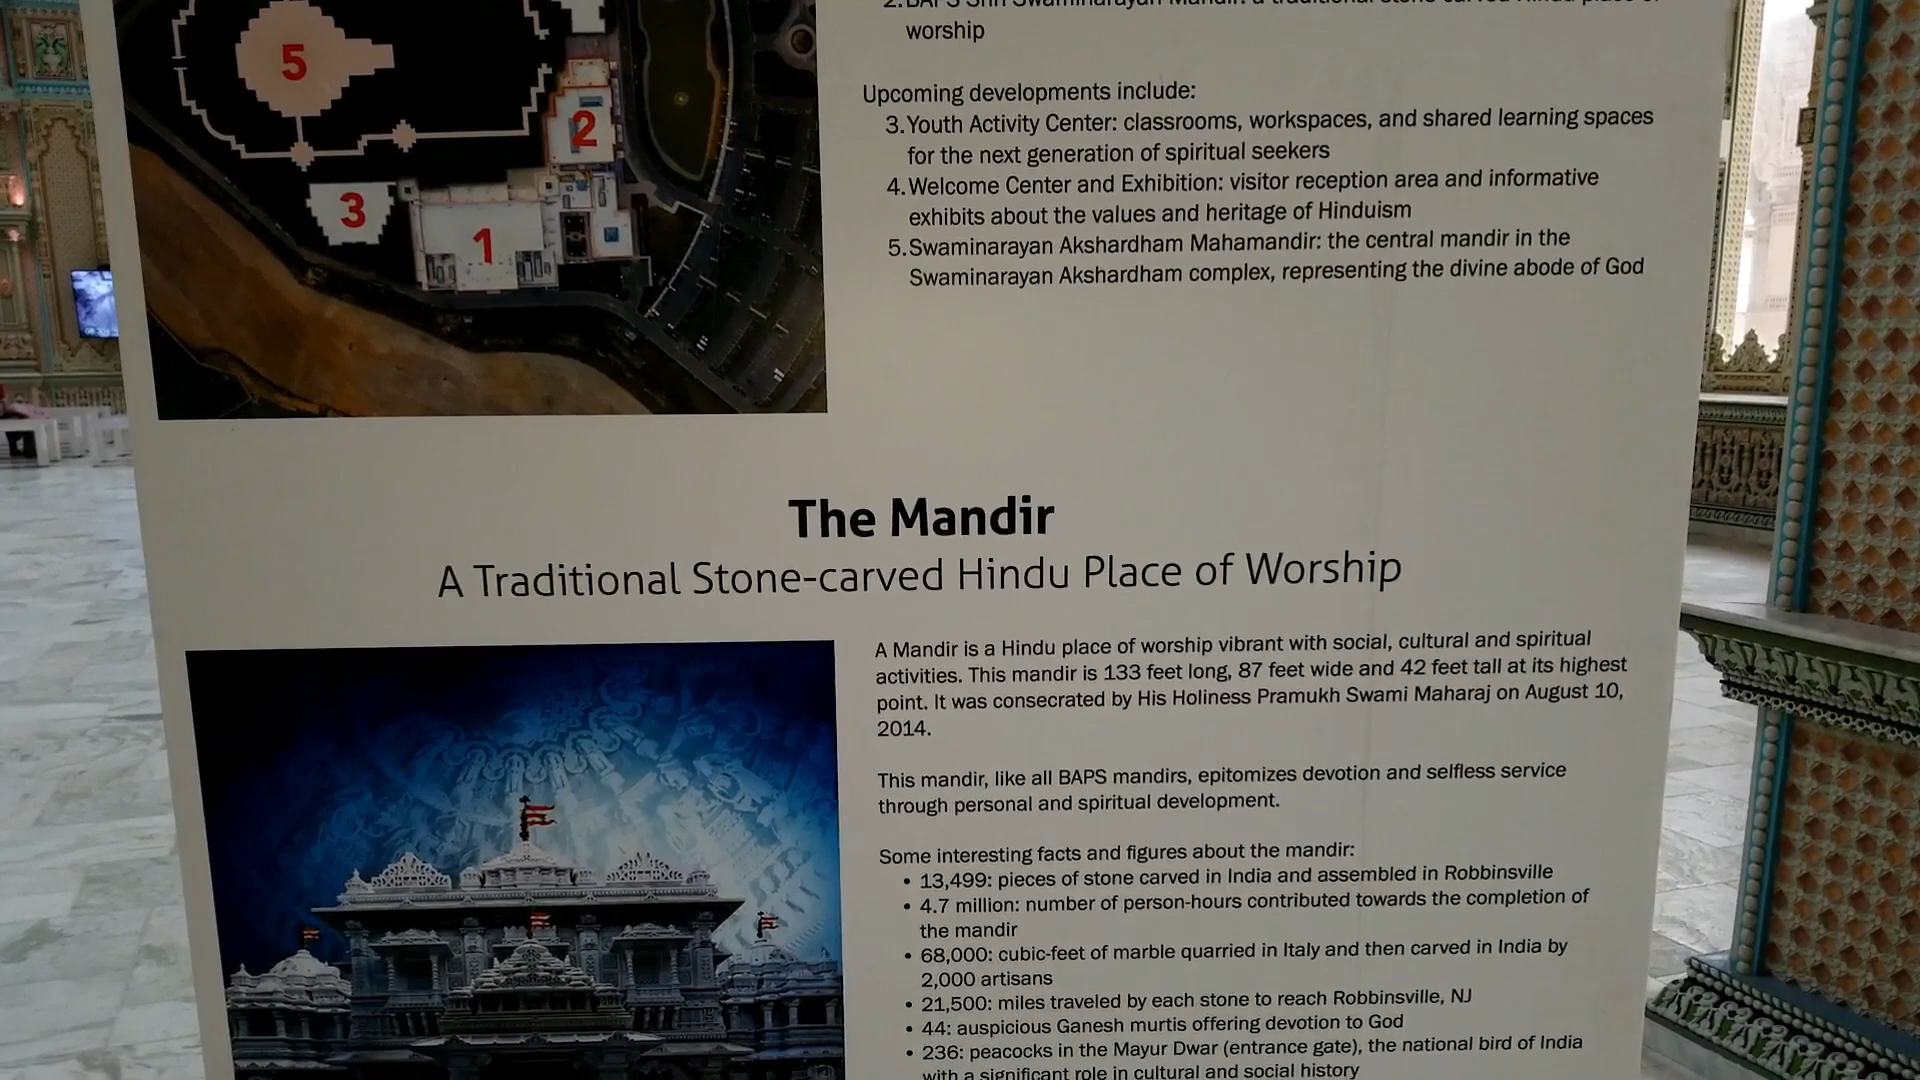 2. BAPS Shri Swaminarayan Mandir: a traditional stone-carved Hindu place of
worship
Upcoming developments include:
3. Youth Activity Center: classrooms, workspaces, and shared learning spaces
for the next generation of spiritual seekers
4. Welcome Center and Exhibition: visitor reception area and informative
exhibits about the values and heritage of Hinduism
5. Swaminarayan Akshardham Mahamandir: the central mandir in the
Swaminarayan Akshardham complex, representing the divine abode of God
5
2
3
1
The Mandir
A Traditional Stone-carved Hindu Place of Worship
A Mandir is a Hindu place of worship vibrant with social, cultural and spiritual
activities. This mandir is 133 feet long, 87 feet wide and 42 feet tall at its highest
point. It was consecrated by His Holiness Pramukh Swami Maharaj on August 10,
2014.
This mandir, like all BAPS mandirs, epitomizes devotion and selfless service
through personal and spiritual development.
Some interesting facts and figures about the mandir:
• 13,499: pieces of stone carved in India and assembled in Robbinsville
• 4.7 million: number of person-hours contributed towards the completion of
the mandir
• 68,000: cubic-feet of marble quarried in Italy and then carved in India by
2,000 artisans
• 21,500: miles traveled by each stone to reach Robbinsville, NJ
• 44: auspicious Ganesh murtis offering devotion to God
• 236: peacocks in the Mayur Dwar (entrance gate), the national bird of India
with a significant role in cultural and social history